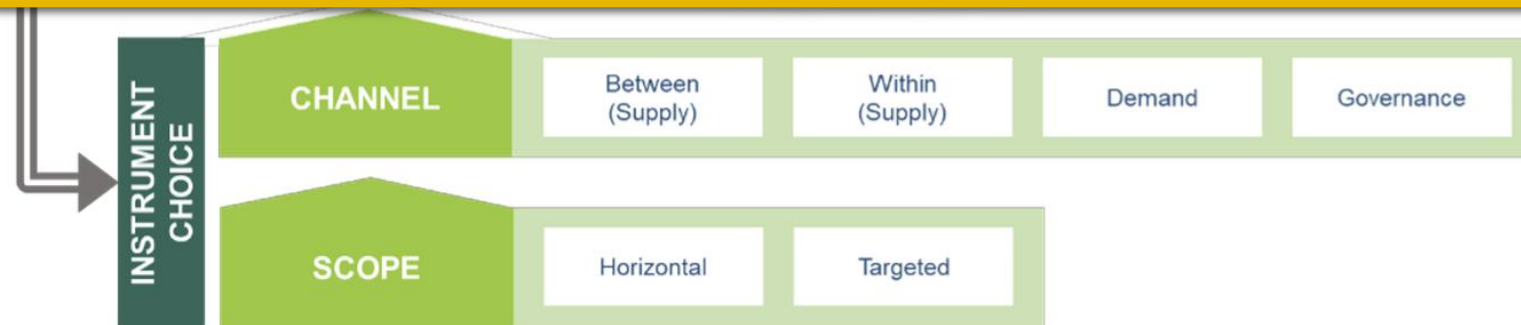 INSTRUMENT
CHOICE
CHANNEL
Between
(Supply)
Within
(Supply)
Demand
Governance
SCOPE
Horizontal
Targeted